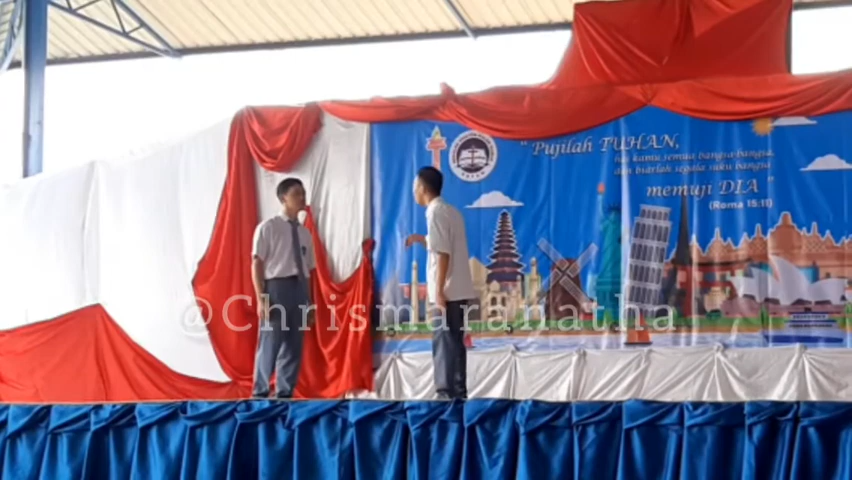 "Pujilah TUHAN,
hai kamu semua bangsa-bangsa,
dan biarlah segala suku bangsa
memuji DIA"
(Roma 15:11)
@Chrismaranatha